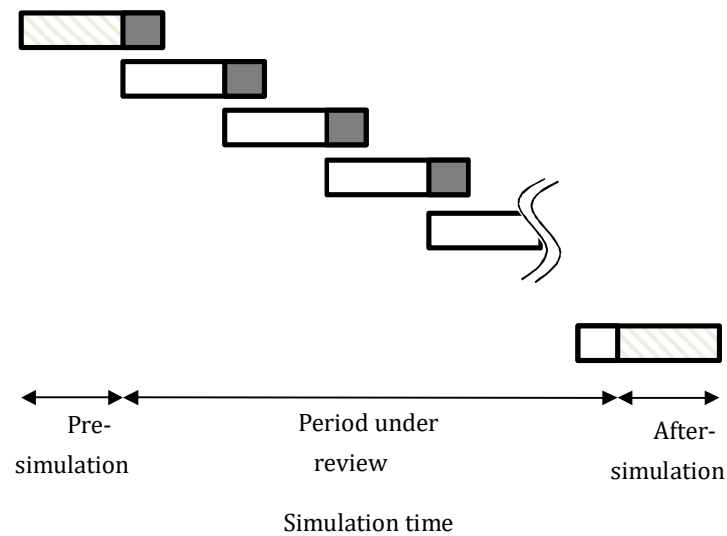 Pre-
simulation
Period under
review
After-
simulation
Simulation time